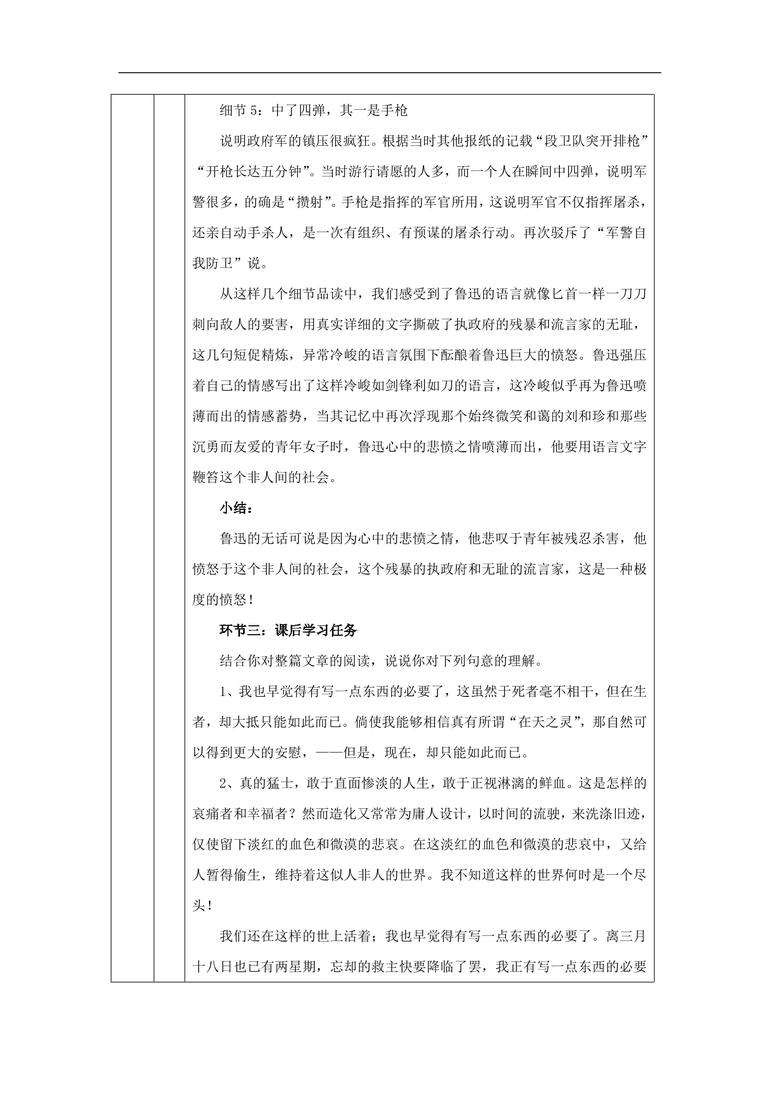 细节 5：中了四弹，其一是手枪
说明政府军的镇压很疯狂。根据当时其他报纸的记载“段卫队突开排枪”
“开枪长达五分钟”。当时游行请愿的人多，而一个人在瞬间中四弹，说明军
警很多，的确是“攒射”。手枪是指挥的军官所用，这说明军官不仅指挥屠杀，
还亲自动手杀人，是一次有组织、有预谋的屠杀行动。再次驳斥了“军警自
我防卫”说。
从这样几个细节品读中，我们感受到了鲁迅的语言就像匕首一样一刀刀
刺向敌人的要害，用真实详细的文字撕破了执政府的残暴和流言家的无耻，
这几句短促精炼，异常冷峻的语言氛围下酝酿着鲁迅巨大的愤怒。鲁迅强压
着自己的情感写出了这样冷峻如剑锋利如刀的语言，这冷峻似乎再为鲁迅喷
薄而出的情感蓄势，当其记忆中再次浮现那个始终微笑和蔼的刘和珍和那些
沉勇而友爱的青年女子时，鲁迅心中的悲愤之情喷薄而出，他要用语言文字
鞭笞这个非人间的社会。
小结：
鲁迅的无话可说是因为心中的悲愤之情，他悲叹于青年被残忍杀害，他
愤怒于这个非人间的社会，这个残暴的执政府和无耻的流言家，这是一种极
度的愤怒！
环节三：课后学习任务
结合你对整篇文章的阅读，说说你对下列句意的理解。
1、我也早觉得有写一点东西的必要了，这虽然于死者毫不相干，但在生
者，却大抵只能如此而已。倘使我能够相信真有所谓“在天之灵”，那自然可
以得到更大的安慰，——但是，现在，却只能如此而已。
2、真的猛士，敢于直面惨淡的人生，敢于正视淋漓的鲜血。这是怎样的
哀痛者和幸福者？然而造化又常常为庸人设计，以时间的流驶，来洗涤旧迹，
仅使留下淡红的血色和微漠的悲哀。在这淡红的血色和微漠的悲哀中，又给
人暂得偷生，维持着这似人非人的世界。我不知道这样的世界何时是一个尽
头！
我们还在这样的世上活着；我也早觉得有写一点东西的必要了。离三月
十八日也已有两星期，忘却的救主快要降临了罢，我正有写一点东西的必要